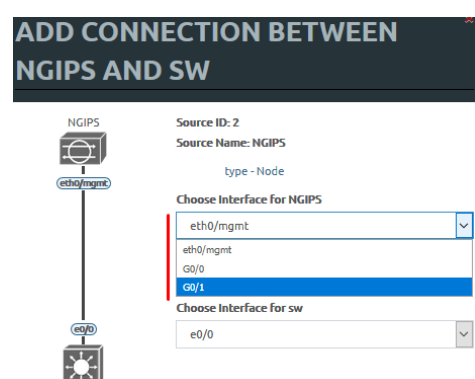 ADD CONNECTION BETWEEN
NGIPS AND SW
NGIPS
eth0/mgmt
e0/0
Source ID: 2
Source Name: NGIPS
type - Node
Choose Interface for NGIPS
eth0/mgmt
eth0/mgmt
G0/0
G0/1
Choose Interface for sw
e0/0